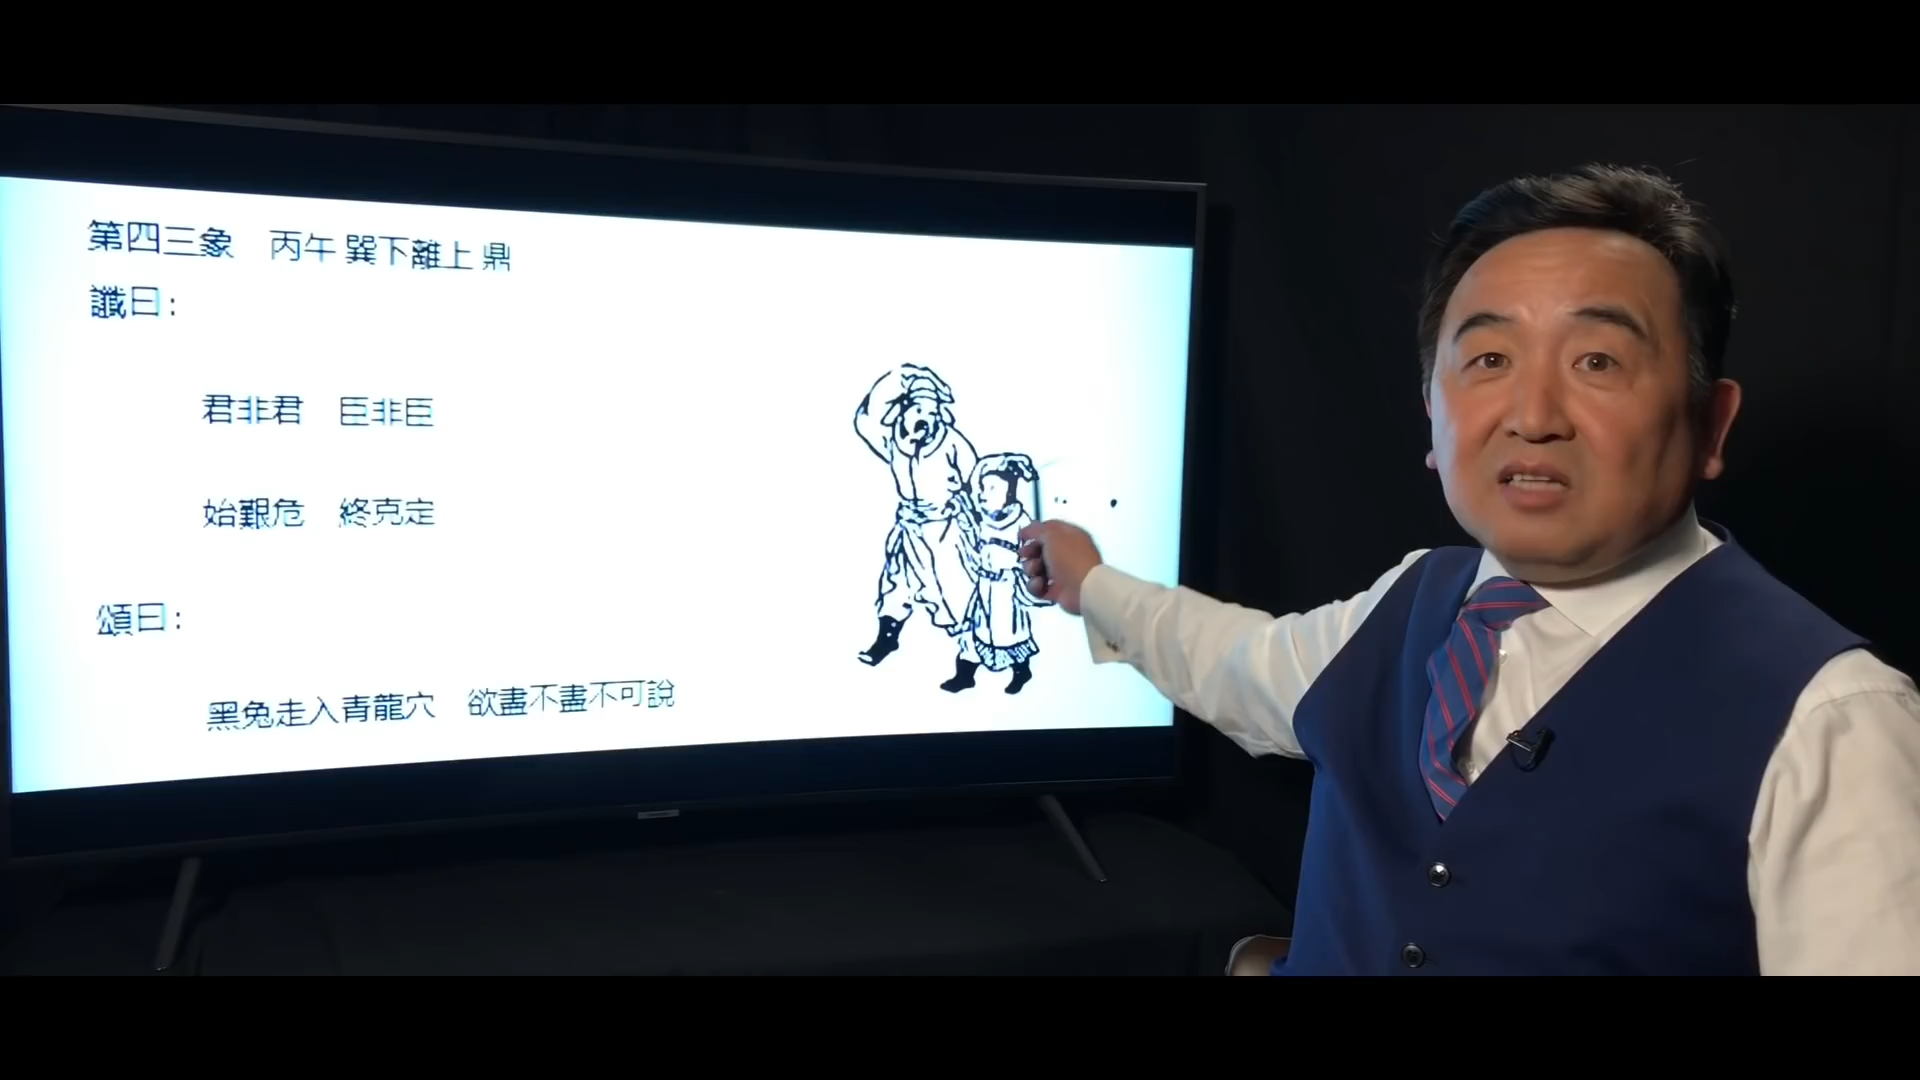 第四三象 丙午 巽下離上 鼎
讖曰:
君非君 臣非臣
始艱危 終克定
頌曰:
黑兔走入青龍穴 欲盡不盡不可說